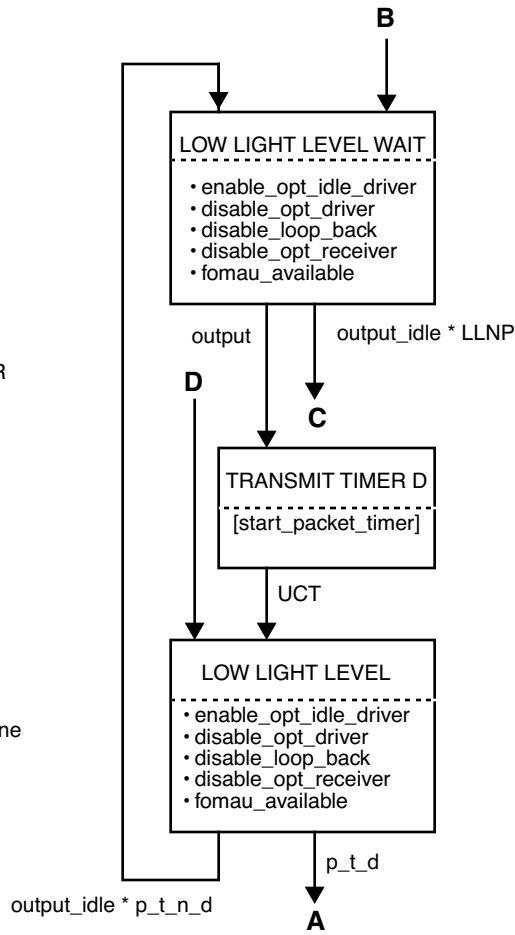 B
LOW LIGHT LEVEL WAIT
• enable_opt_idle_driver
• disable_opt_driver
• disable_loop_back
• disable_opt_receiver
• fomau_available
output
output_idle * LLNP
R
D
C
TRANSMIT TIMER D
[start_packet_timer]
UCT
LOW LIGHT LEVEL
• enable_opt_idle_driver
• disable_opt_driver
• disable_loop_back
• disable_opt_receiver
• fomau_available
ne
p_t_d
output_idle * p_t_n_d
A